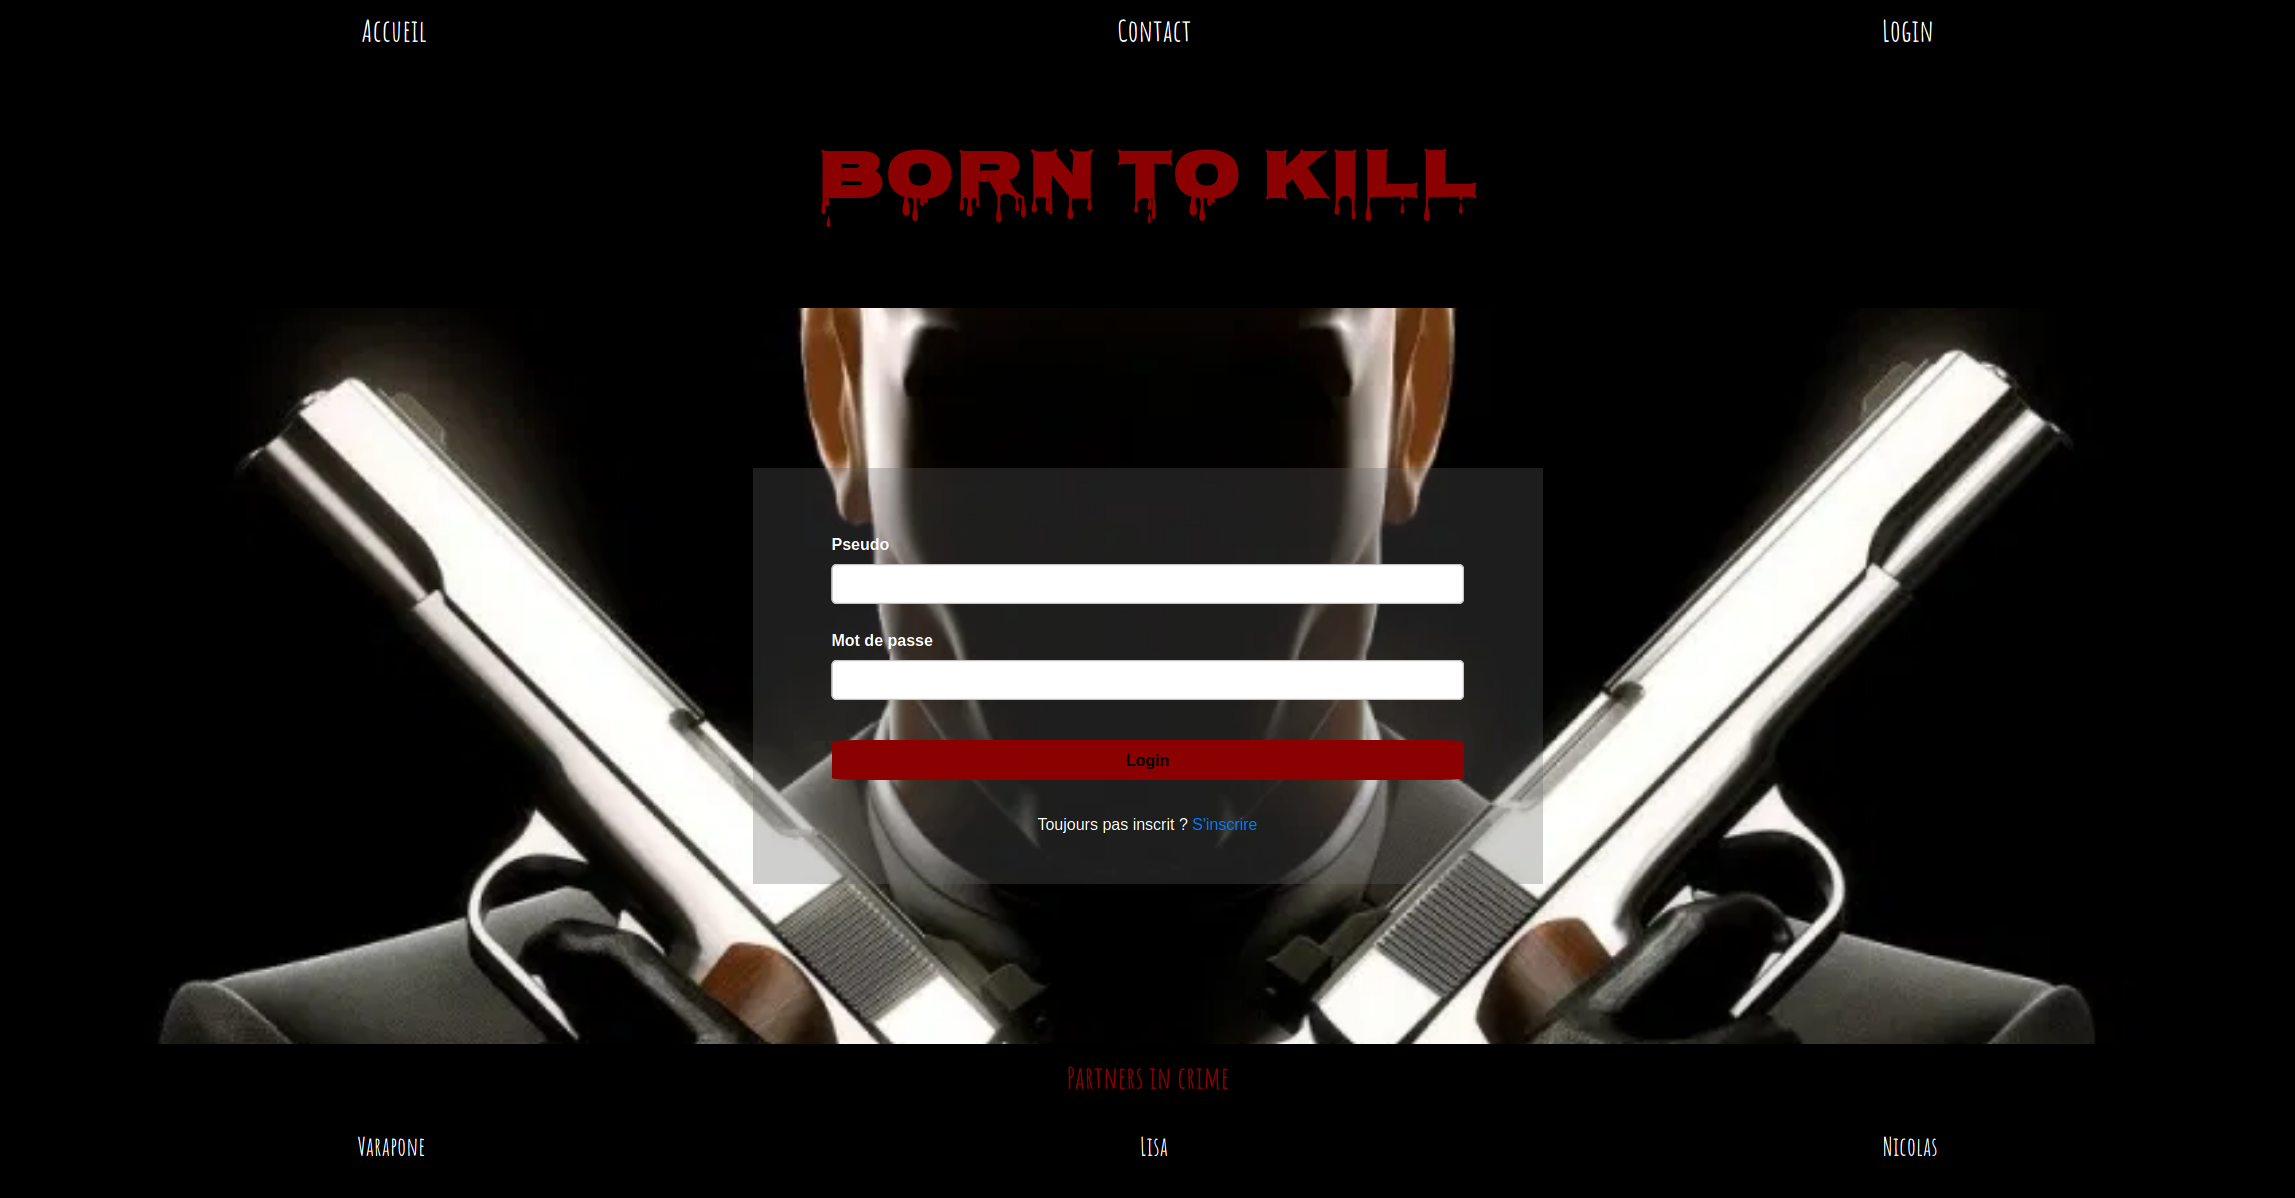 Accueil Contact Login
BORN TO KILL
Pseudo
Mot de passe
Login
Toujours pas inscrit ? S'inscrire
Partners in crime
Varapone Lisa Nicolas